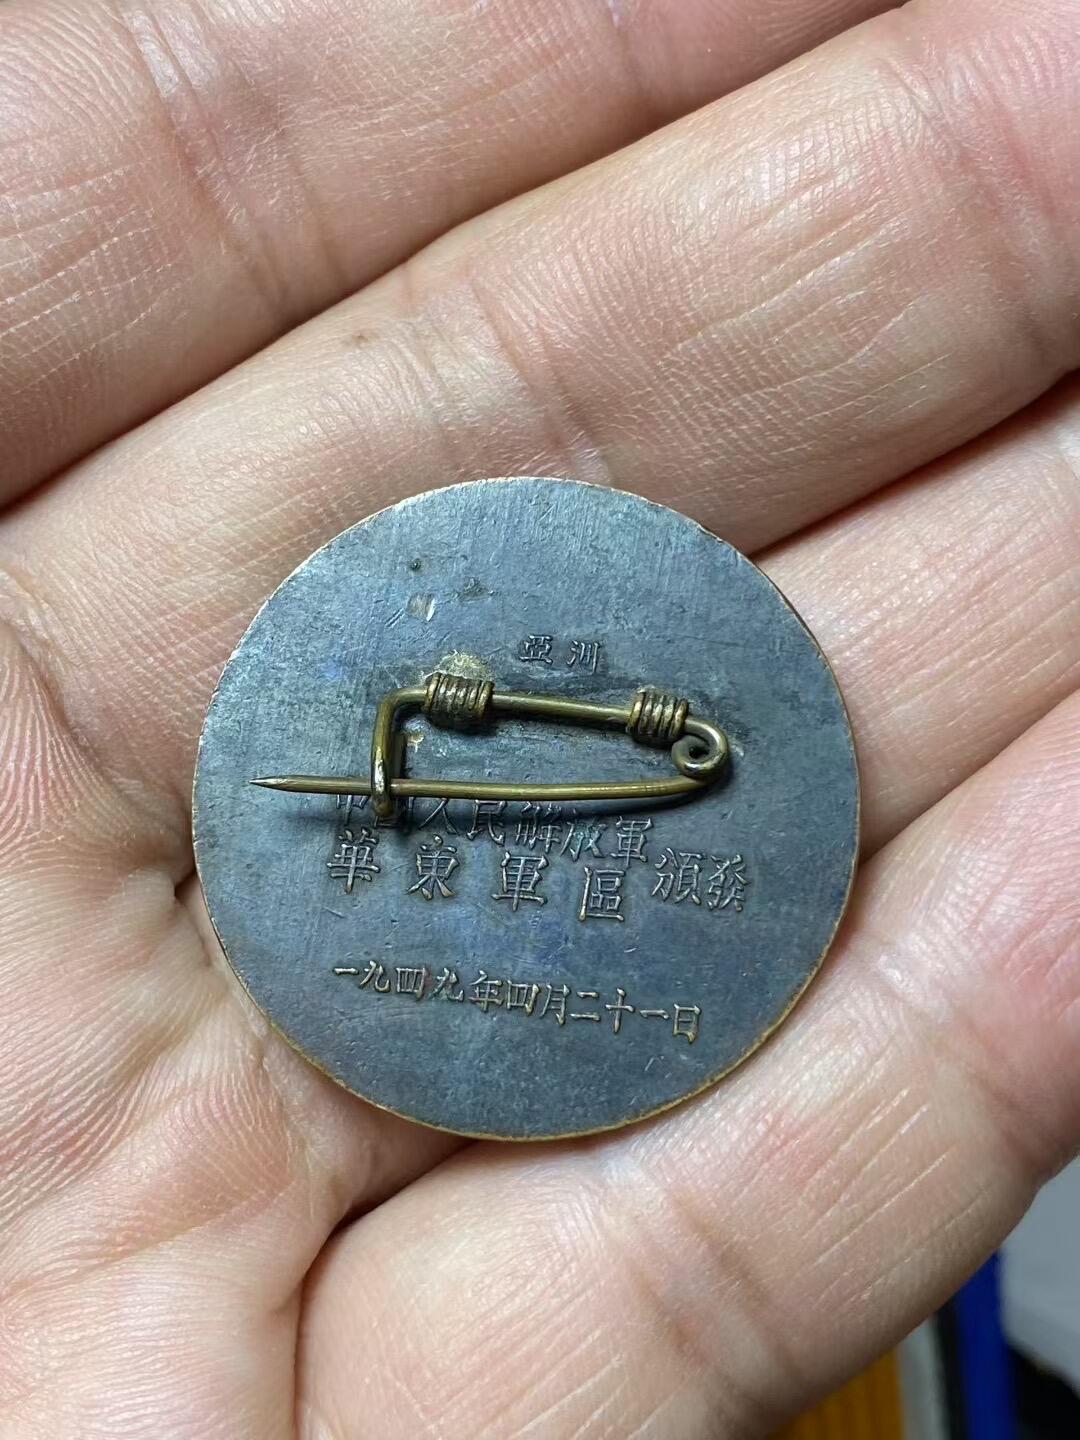 亞洲
中國人民解放軍
華東軍區頒發
一九四九年四月二十一日